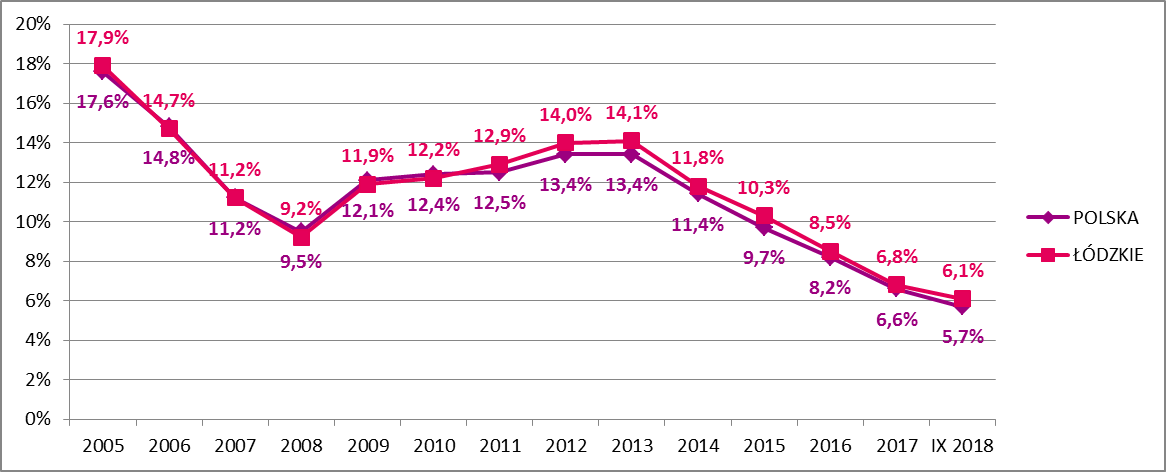 20%
18%
16%
14%
12%
10%
8%
6%
4%
2%
0%
17,9% 14,7% 11,2% 9,2% 11,9% 12,2% 12,9% 14,0% 14,1% 11,8% 10,3% 8,5% 6,8% 6,1%
17,6% 14,8% 11,2% 9,5% 12,1% 12,4% 12,5% 13,4% 13,4% 11,4% 9,7% 8,2% 6,6% 5,7%
2005 2006 2007 2008 2009 2010 2011 2012 2013 2014 2015 2016 2017 IX 2018
POLSKA
ŁÓDZKIE